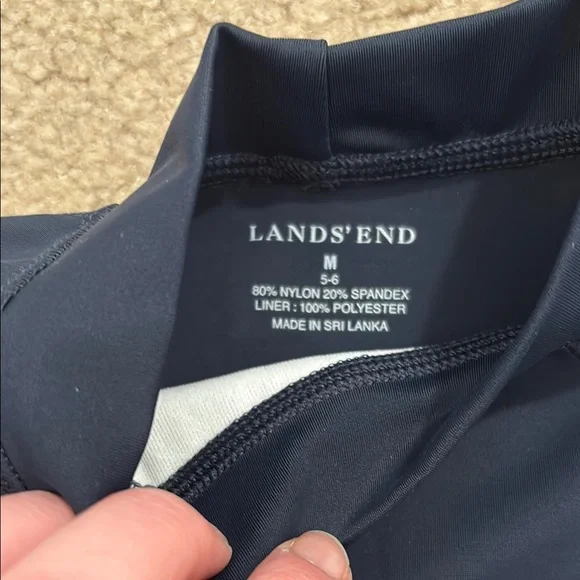 LANDS' END
M
5-6
80% NYLON 20% SPANDEX
LINER : 100% POLYESTER
MADE IN SRI LANKA